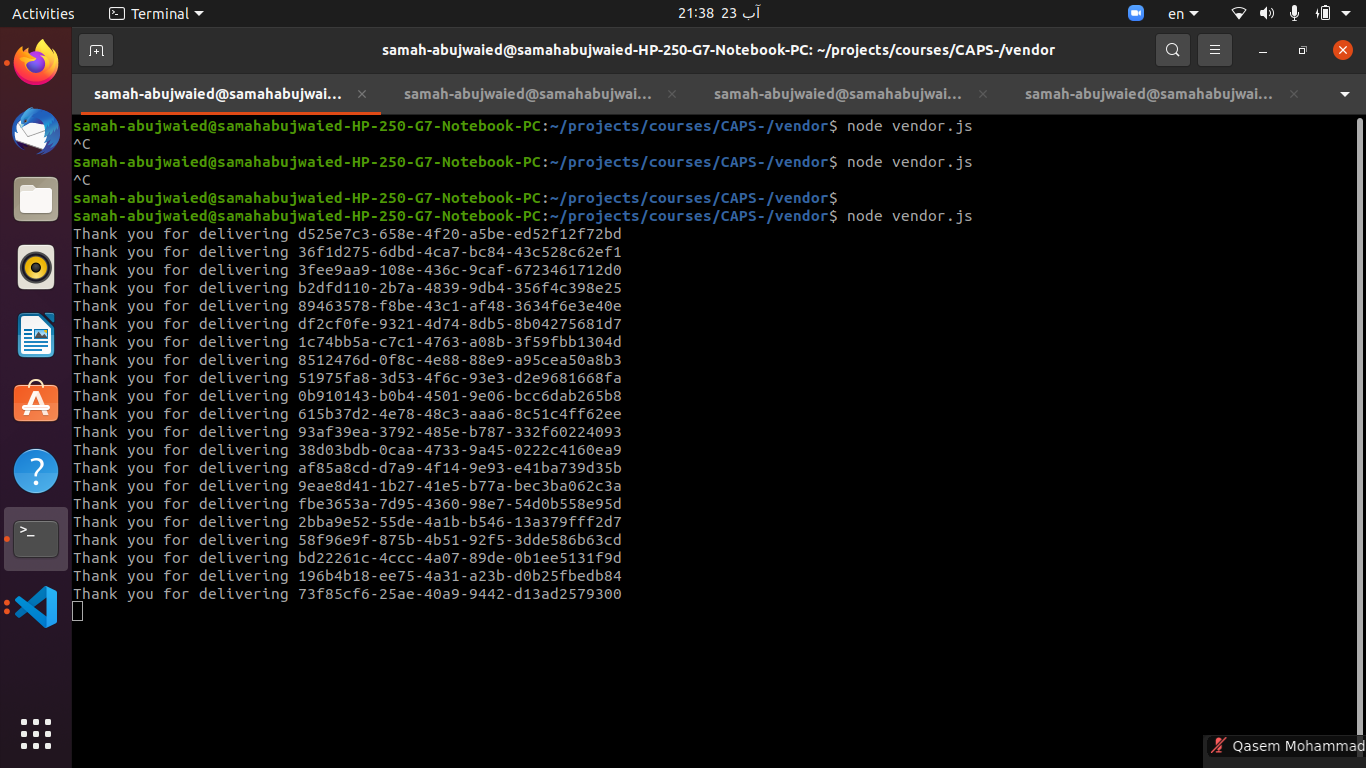 Activities
Terminal
21:38 23 آب
en
samah-abujwaied@samahabujwaied-HP-250-G7-Notebook-PC: ~/projects/courses/CAPS-/vendor
samah-abujwaied@samahabujwai...
samah-abujwaied@samahabujwai...
samah-abujwaied@samahabujwai...
samah-abujwaied@samahabujwai...
samah-abujwaied@samahabujwaied-HP-250-G7-Notebook-PC:~/projects/courses/CAPS-/vendor$ node vendor.js
^C
samah-abujwaied@samahabujwaied-HP-250-G7-Notebook-PC:~/projects/courses/CAPS-/vendor$ node vendor.js
^C
samah-abujwaied@samahabujwaied-HP-250-G7-Notebook-PC:~/projects/courses/CAPS-/vendor$
samah-abujwaied@samahabujwaied-HP-250-G7-Notebook-PC:~/projects/courses/CAPS-/vendor$ node vendor.js
Thank you for delivering d525e7c3-658e-4f20-a5be-ed52f12f72bd
Thank you for delivering 36f1d275-6dbd-4ca7-bc84-43c528c62ef1
Thank you for delivering 3fee9aa9-108e-436c-9caf-6723461712d0
Thank you for delivering b2dfd110-2b7a-4839-9db4-356f4c398e25
Thank you for delivering 89463578-f8be-43c1-af48-3634f6e3e40e
Thank you for delivering df2cf0fe-9321-4d74-8db5-8b04275681d7
Thank you for delivering 1c74bb5a-c7c1-4763-a08b-3f59fbb1304d
Thank you for delivering 8512476d-0f8c-4e88-88e9-a95cea50a8b3
Thank you for delivering 51975fa8-3d53-4f6c-93e3-d2e9681668fa
Thank you for delivering 0b910143-b0b4-4501-9e06-bcc6dab265b8
Thank you for delivering 615b37d2-4e78-48c3-aaa6-8c51c4ff62ee
Thank you for delivering 93af39ea-3792-485e-b787-332f60224093
Thank you for delivering 38d03bdb-0caa-4733-9a45-0222c4160ea9
Thank you for delivering af85a8cd-d7a9-4f14-9e93-e41ba739d35b
Thank you for delivering 9eae8d41-1b27-41e5-b77a-bec3ba062c3a
Thank you for delivering fbe3653a-7d95-4360-98e7-54d0b558e95d
Thank you for delivering 2bba9e52-55de-4a1b-b546-13a379fff2d7
Thank you for delivering 58f96e9f-875b-4b51-92f5-3dde586b63cd
Thank you for delivering bd22261c-4ccc-4a07-89de-0b1ee5131f9d
Thank you for delivering 196b4b18-ee75-4a31-a23b-d0b25fbedb84
Thank you for delivering 73f85cf6-25ae-40a9-9442-d13ad2579300
Qasem Mohammad